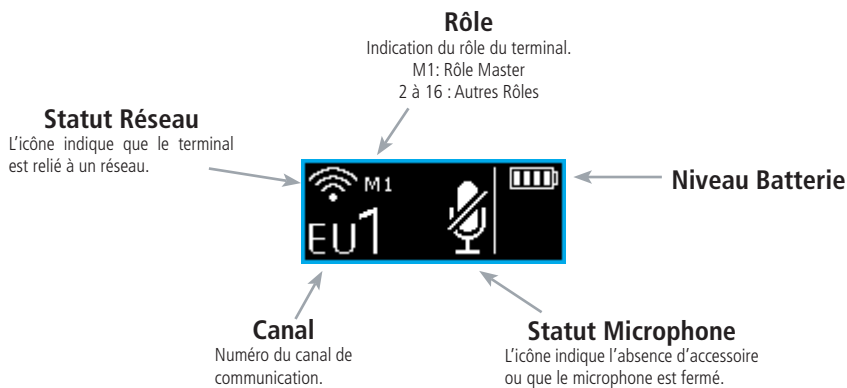 Rôle
Indication du rôle du terminal.
M1: Rôle Master
2 à 16 : Autres Rôles
Statut Réseau
L'icône indique que le terminal
est relié à un réseau.
M1
EU1
Niveau Batterie
Canal
Numéro du canal de
communication.
Statut Microphone
L'icône indique l'absence d'accessoire
ou que le microphone est fermé.